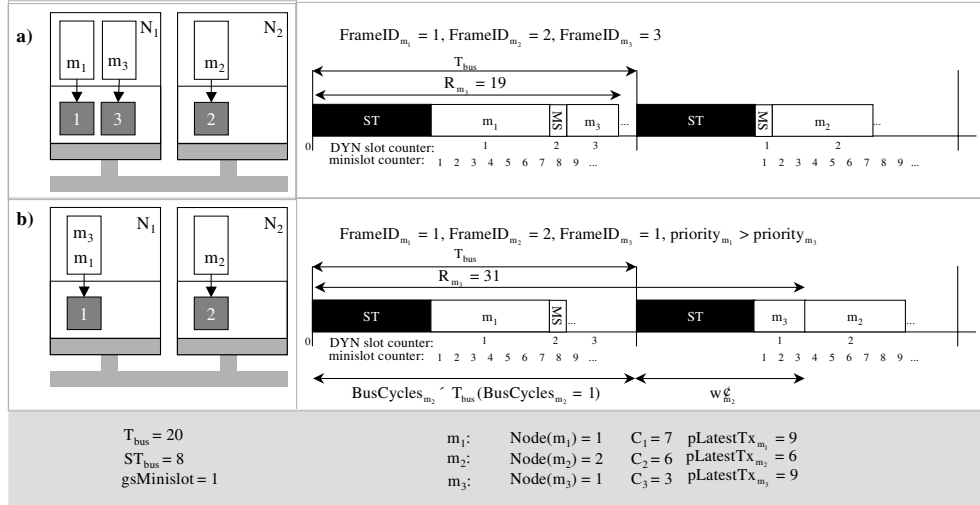 a)
N1
N2
m1 m3
m2
1 3
2
FrameIDm1 = 1, FrameIDm2 = 2, FrameIDm3 = 3
Tbus
Rm3 = 19
ST m1 MS m3 ... ST MS m2 ...
0 DYN slot counter: 1 2 3 1 2
minislot counter: 1 2 3 4 5 6 7 8 9 ... 1 2 3 4 5 6 7 8 9 ...
b)
N1
N2
m3
m1
m2
1
2
FrameIDm1 = 1, FrameIDm2 = 2, FrameIDm3 = 1, prioritym1 > prioritym3
Tbus
Rm3 = 31
ST m1 MS ... ST m3 m2 ...
0 DYN slot counter: 1 2 3 1 2
minislot counter: 1 2 3 4 5 6 7 8 9 ... 1 2 3 4 5 6 7 8 9 ...
BusCyclesm2 ´ Tbus (BusCyclesm2 = 1) w¢m2
Tbus = 20
STbus = 8
gsMinislot = 1
m1: Node(m1) = 1 C1 = 7 pLatestTxm1 = 9
m2: Node(m2) = 2 C2 = 6 pLatestTxm2 = 6
m3: Node(m3) = 1 C3 = 3 pLatestTxm3 = 9